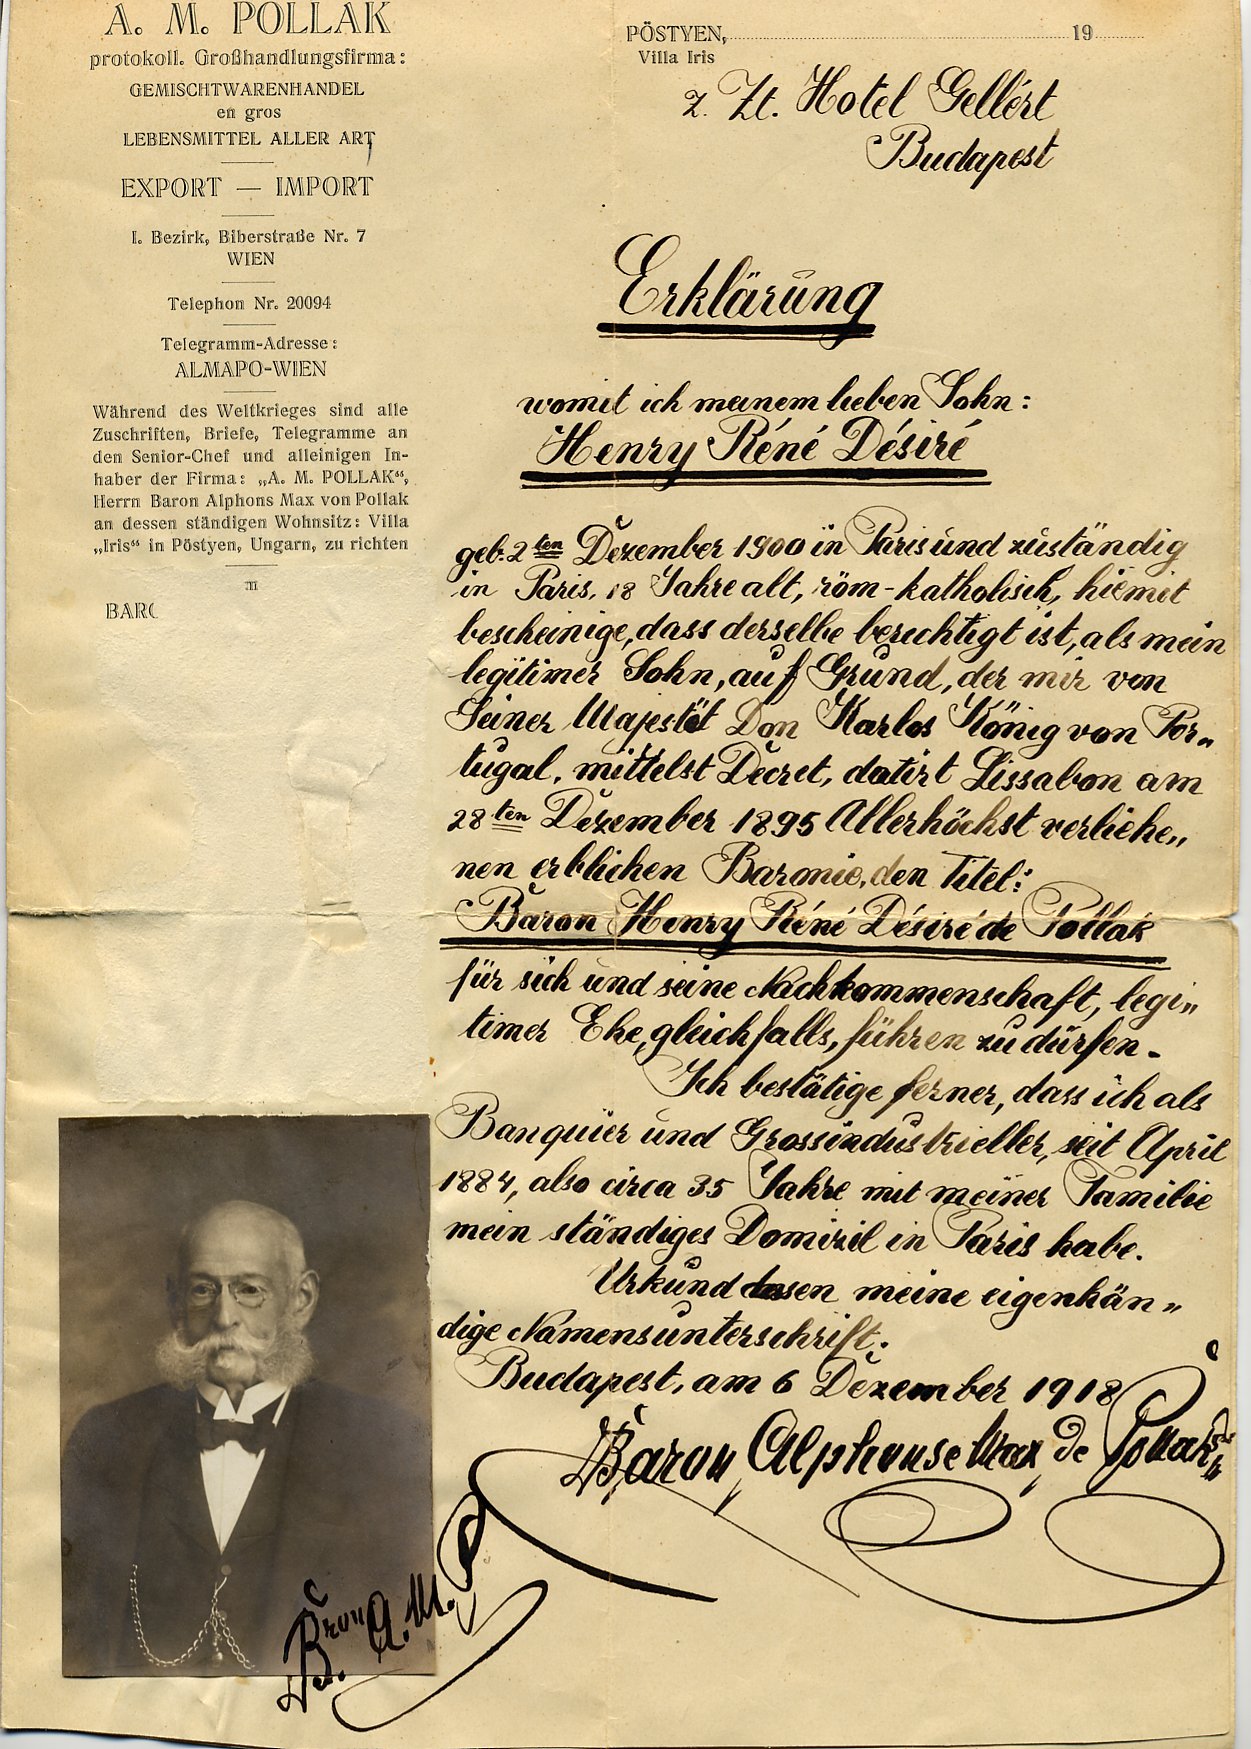 A. M. POLLAK
protokoll. Großhandlungsfirma:
GEMISCHTWARENHANDEL
en gros
LEBENSMITTEL ALLER ART
EXPORT — IMPORT
I. Bezirk, Biberstraße Nr. 7
WIEN
Telephon Nr. 20094
Telegramm-Adresse:
ALMAPO-WIEN
Während des Weltkrieges sind alle
Zuschriften, Briefe, Telegramme an
den Senior-Chef und alleinigen In-
haber der Firma: „A. M. POLLAK“,
Herrn Baron Alphons Max von Pollak
an dessen ständigen Wohnsitz: Villa
„Iris“ in Pöstyen, Ungarn, zu richten
BARC
PÖSTYEN, 19
Villa Iris
z. Zt. Hotel Gellért
Budapest
Erklärung
womit ich meinem lieben Sohn:
Henry Réné Désiré
geb. 2ten Dezember 1900 in Paris und zuständig
in Paris, 18 Jahre alt, röm-katholisch, hiemit
bescheinige, dass derselbe berechtigt ist, als mein
legitimer Sohn, auf Grund, der mir von
Seiner Majestät Don Karlos König von Por„
tugal, mittelst Decret, datirt Lissabon am
28ten Dezember 1895 Allerhöchst verliehe„
nen erblichen Baronie, den Titel:
Baron Henry Réné Désiré de Pollak
für sich und seine Nachkommenschaft, legi„
timer Ehe, gleichfalls, führen zu dürfen.
Ich bestätige ferner, dass ich als
Banquier und Grossindustrieller, seit April
1884, also circa 35 Jahre mit meiner Familie
mein ständiges Domizil in Paris habe.
Urkund dessen meine eigenhän„
dige Namensunterschrift.
Budapest, am 6 Dezember 1918
Baron Alphonse Max de Pollak
Bron A. M. P.